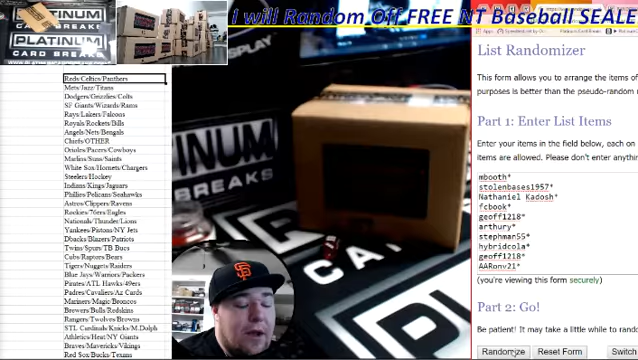 I will Random Off FREE NT Baseball SEALE
PLATINUM
CARD BREAKS
PLATINUM
CARD BREAKS
List Randomizer
This form allows you to arrange the items of
purposes is better than the pseudo-random
Part 1: Enter List Items
Enter your items in the field below, each on
items are allowed. Please don't enter anythin
mbooth*
stolenbases1957*
Nathaniel Kadosh*
fcbook*
geoff1218*
arthury*
stephman55*
hybridcola*
geoff1218*
AARonv21*
(you're viewing this form securely)
Part 2: Go!
Be patient! It may take a little while to rando
Randomize
Reset Form
Switch
Reds/Celtics/Panthers
Mets/Jazz/Titans
Dodgers/Grizzlies/Colts
SF Giants/Wizards/Rams
Rays/Lakers/Falcons
Royals/Rockets/Bills
Angels/Nets/Bengals
Chiefs/OTHER
Orioles/Pacers/Cowboys
Marlins/Suns/Saints
White Sox/Hornets/Chargers
Steelers/Hockey
Indians/Kings/Jaguars
Phillies/Pelicans/Seahawks
Astros/Clippers/Ravens
Rockies/76ers/Eagles
Nationals/Thunder/Lions
Yankees/Pistons/NY Jets
Dbacks/Blazers/Patriots
Twins/Spurs/TB Bucs
Cubs/Raptors/Bears
Tigers/Nuggets/Raiders
Blue Jays/Warriors/Packers
Pirates/ATL Hawks/49ers
Padres/Cavaliers/Az Cards
Mariners/Magic/Broncos
Brewers/Bulls/Redskins
Rangers/Twolves/Browns
STL Cardinals/Knicks/M.Dolph
Athletics/Heat/NY Giants
Braves/Mavericks/Vikings
Red Sox/Bucks/Texans
INUM
BREAKS
CA
PL
SF